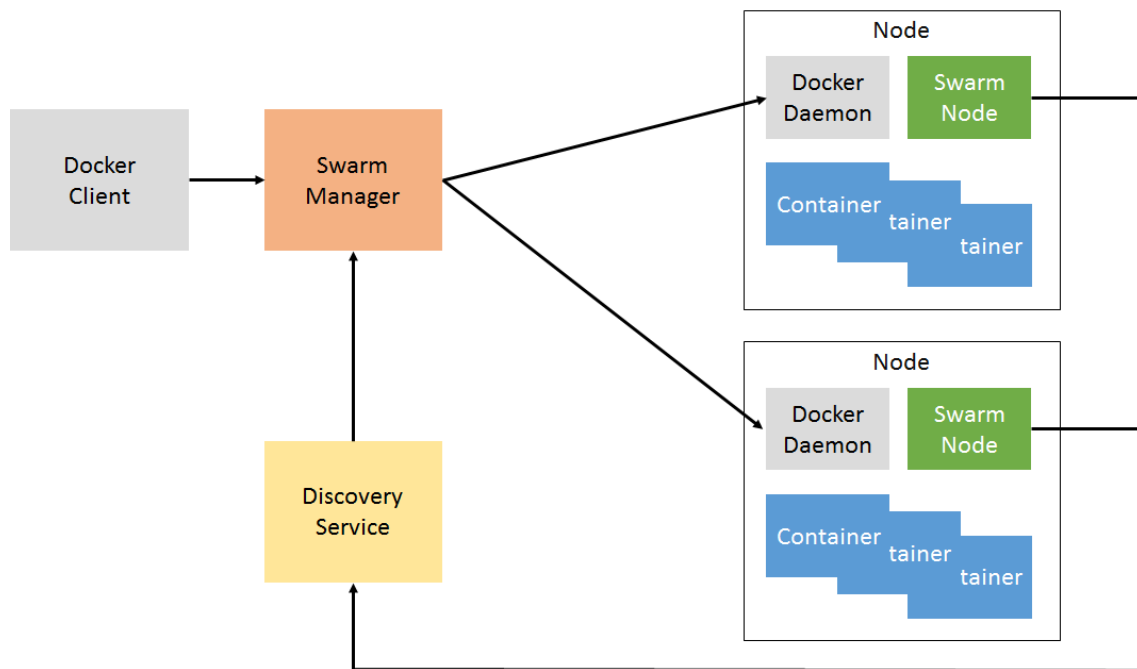 Docker
Client
Swarm
Manager
Discovery
Service
Node
Docker
Daemon
Swarm
Node
Container
tainer
tainer
Node
Docker
Daemon
Swarm
Node
Container
tainer
tainer